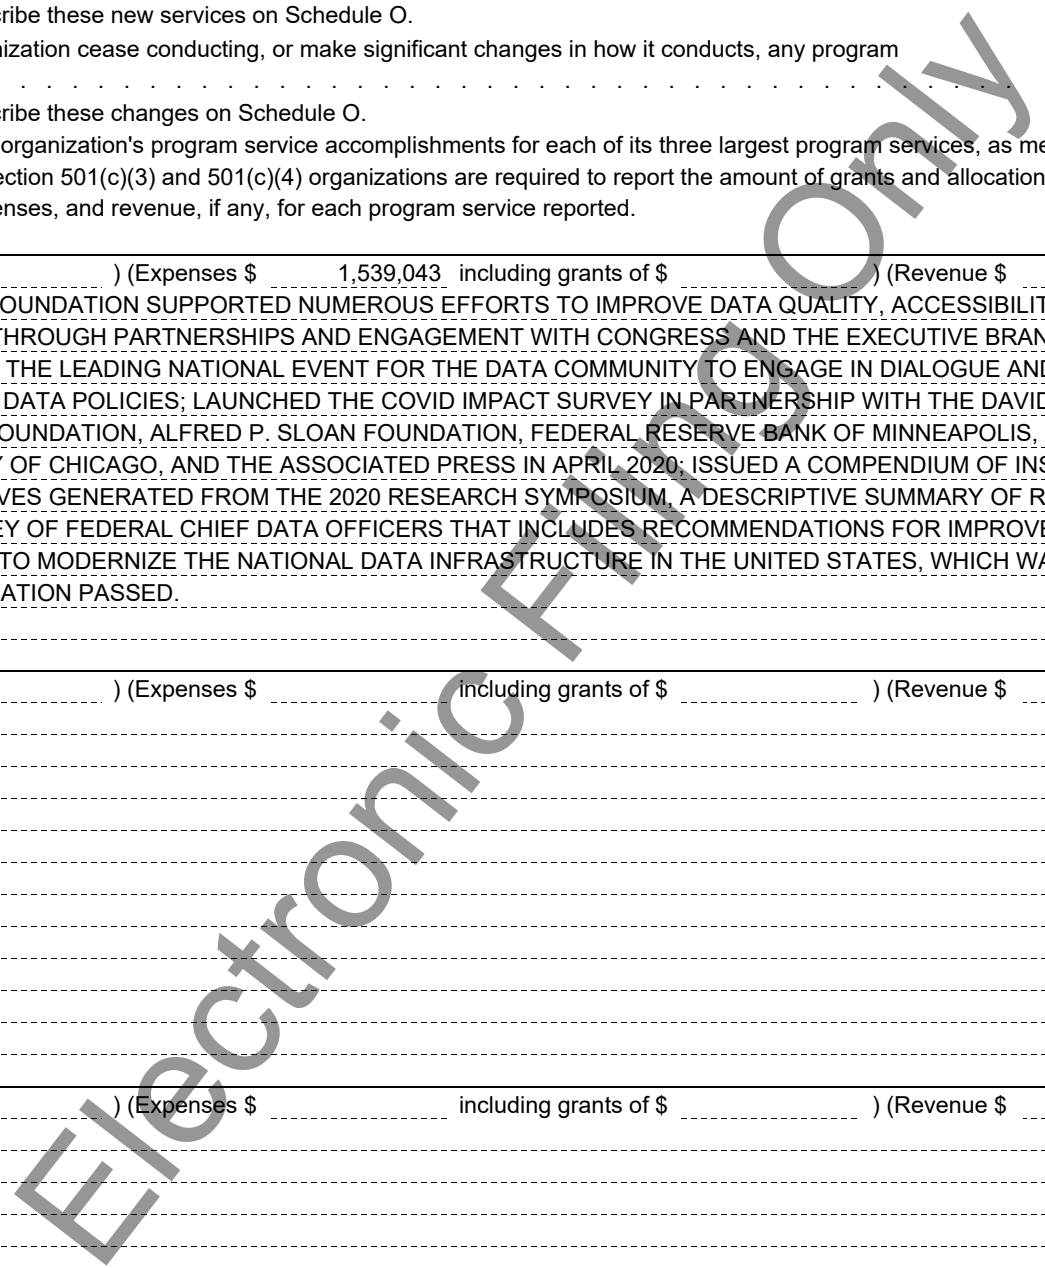 ribe these new services on Schedule O.
ization cease conducting, or make significant changes in how it conducts, any program
. . . . . . . . . . . . . . . . . . . . . . . . . . . . . . . . . . . . . . . . . . . . . .
ribe these changes on Schedule O.
organization's program service accomplishments for each of its three largest program services, as me
ection 501(c)(3) and 501(c)(4) organizations are required to report the amount of grants and allocation
enses, and revenue, if any, for each program service reported.
) (Expenses $ 1,539,043 including grants of $ ) (Revenue $
OUNDATION SUPPORTED NUMEROUS EFFORTS TO IMPROVE DATA QUALITY, ACCESSIBILIT
THROUGH PARTNERSHIPS AND ENGAGEMENT WITH CONGRESS AND THE EXECUTIVE BRAN
THE LEADING NATIONAL EVENT FOR THE DATA COMMUNITY TO ENGAGE IN DIALOGUE AND
DATA POLICIES; LAUNCHED THE COVID IMPACT SURVEY IN PARTNERSHIP WITH THE DAVID
OUNDATION, ALFRED P. SLOAN FOUNDATION, FEDERAL RESERVE BANK OF MINNEAPOLIS,
Y OF CHICAGO, AND THE ASSOCIATED PRESS IN APRIL 2020; ISSUED A COMPENDIUM OF INS
VES GENERATED FROM THE 2020 RESEARCH SYMPOSIUM, A DESCRIPTIVE SUMMARY OF R
EY OF FEDERAL CHIEF DATA OFFICERS THAT INCLUDES RECOMMENDATIONS FOR IMPROVE
TO MODERNIZE THE NATIONAL DATA INFRASTRUCTURE IN THE UNITED STATES, WHICH WA
ATION PASSED.
) (Expenses $ including grants of $ ) (Revenue $
) (Expenses $ including grants of $ ) (Revenue $
Electronic Filing Only